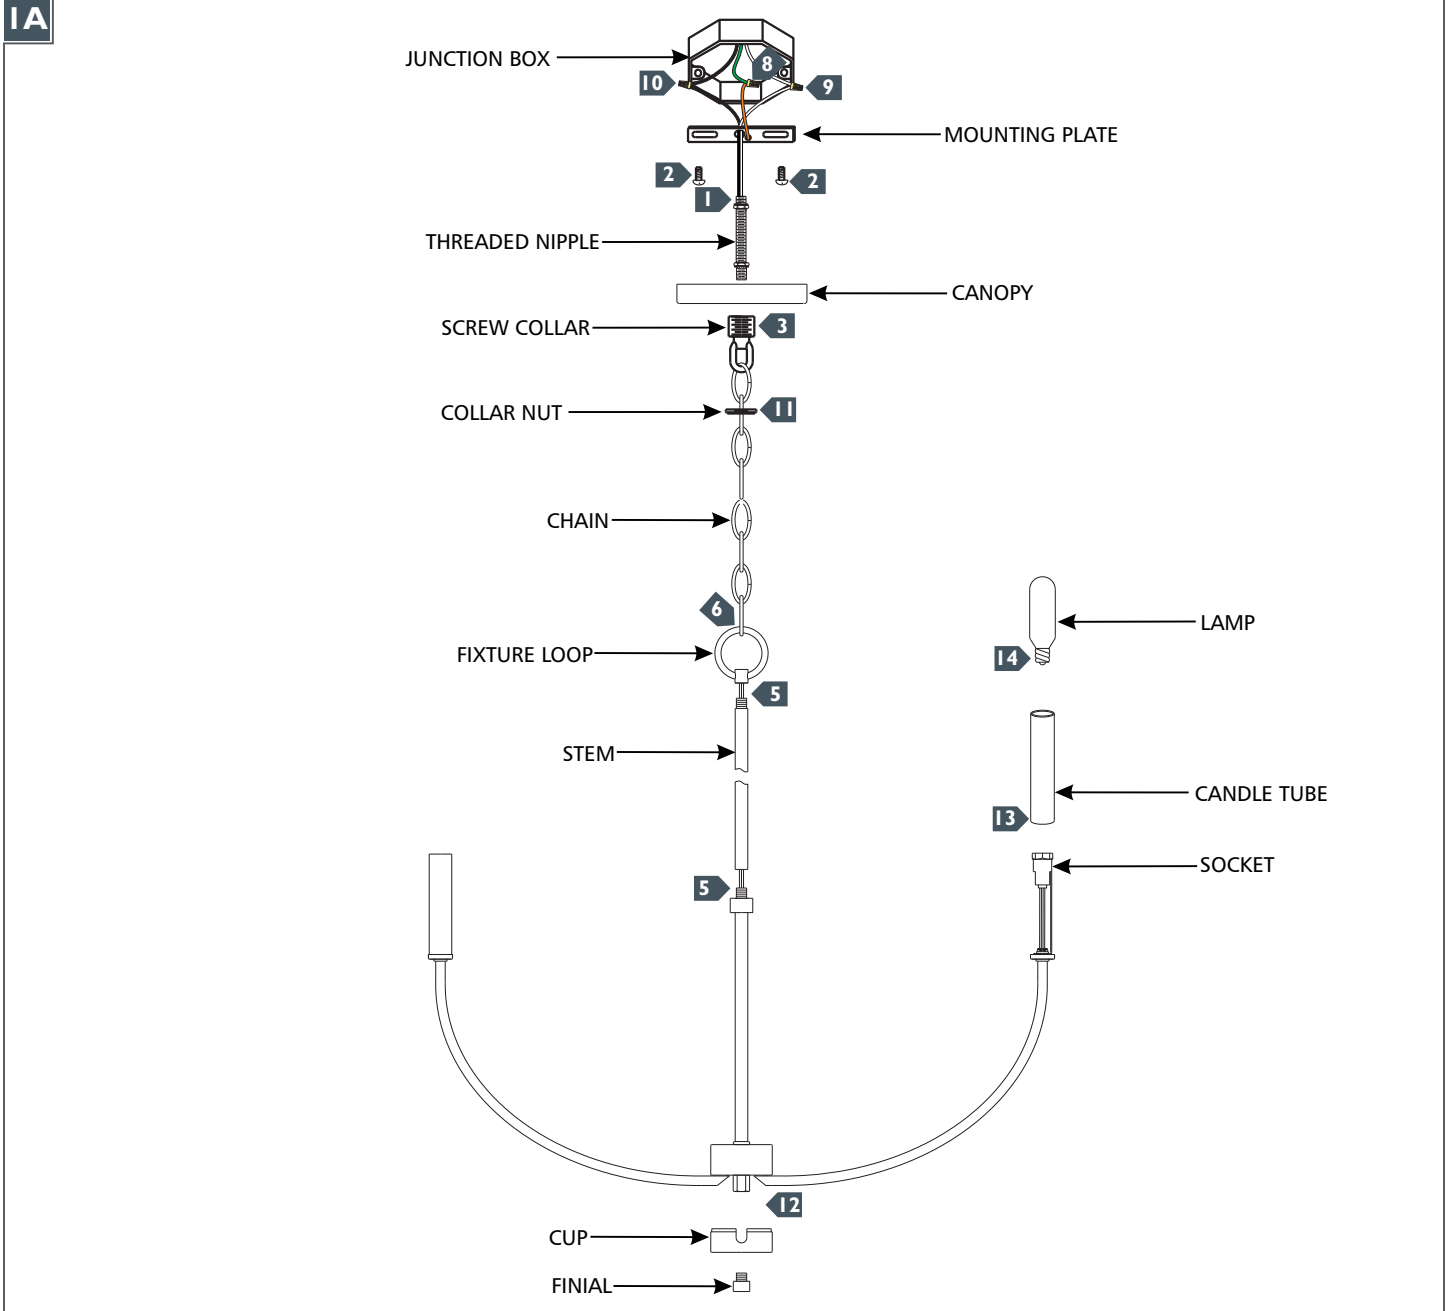 1A
JUNCTION BOX
8
10
9
MOUNTING PLATE
2
2
1
THREADED NIPPLE
CANOPY
SCREW COLLAR
3
COLLAR NUT
11
CHAIN
6
LAMP
FIXTURE LOOP
14
5
STEM
CANDLE TUBE
13
SOCKET
5
12
CUP
FINIAL